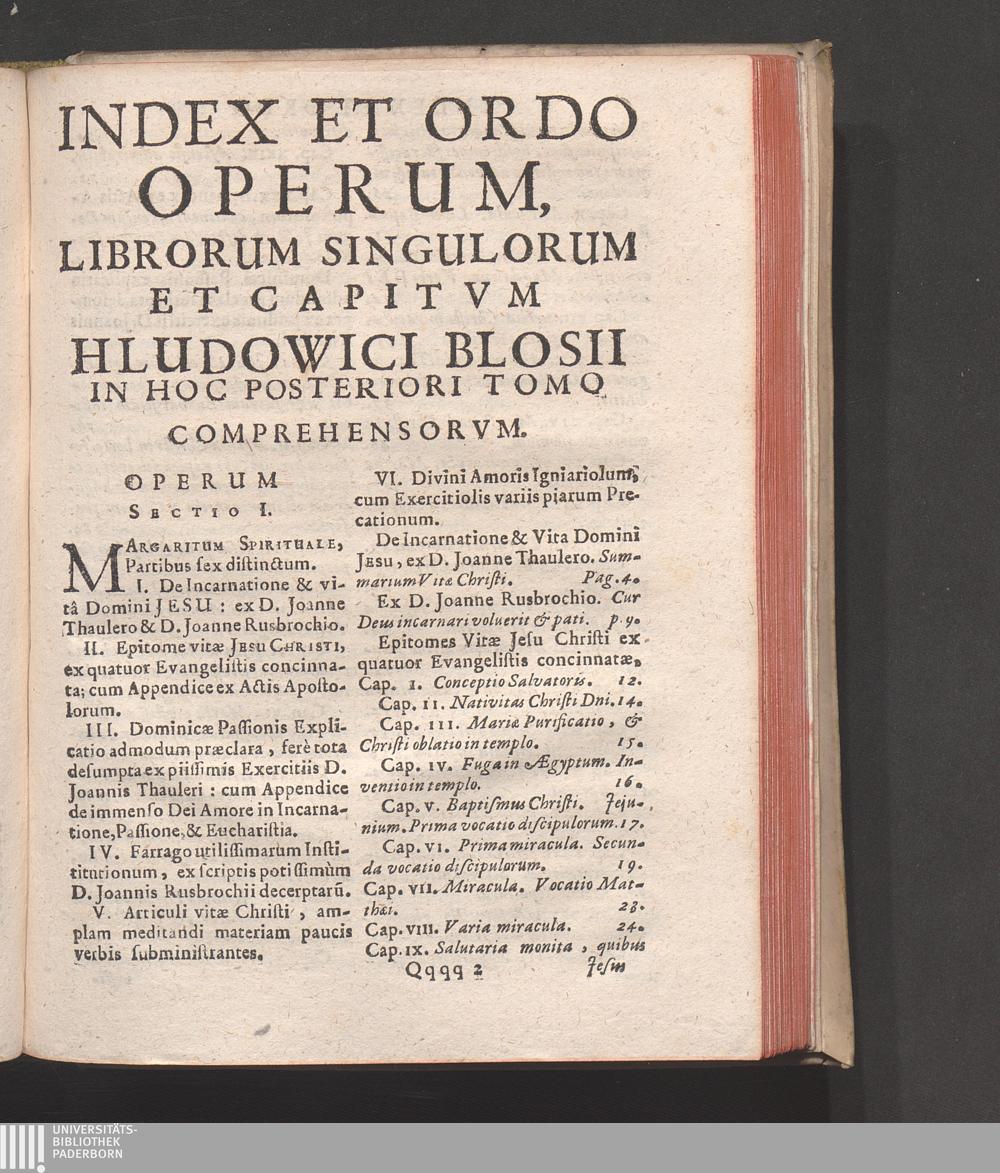 INDEX ET ORDO
OPERUM,
LIBRORUM SINGULORUM
ET CAPITVM
HLUDOWICI BLOSII
IN HOC POSTERIORI TOMO
COMPREHENSORVM.
OPERUM
SECTIO I.
MARGARITUM SPIRITUALE,
Partibus ſex diſtinctum.
I. De Incarnatione & vi-
tâ Domini JESU : ex D. Joanne
Thaulero & D. Joanne Rusbrochio.
II. Epitome vitæ JESU CHRISTI,
ex quatuor Evangeliſtis concinna-
ta; cum Appendice ex Actis Apoſto-
lorum.
III. Dominicæ Paſſionis Expli-
catio admodum præclara, ferè tota
deſumpta ex piiſſimis Exercitiis D.
Joannis Thauleri : cum Appendice
de immenſo Dei Amore in Incarna-
tione, Paſſione, & Euchariſtia.
IV. Farrago utiliſſimarum Inſti-
titutionum, ex ſcriptis potiſſimùm
D. Joannis Rusbrochii decerptarũ.
V. Articuli vitæ Chriſti, am-
plam meditandi materiam paucis
verbis ſubminiſtrantes.
VI. Divini Amoris Igniariolum,
cum Exercitiolis variis piarum Pre-
cationum.
De Incarnatione & Vita Domini
JESU, ex D. Joanne Thaulero. Sum-
marium Vitæ Chriſti. Pag. 4.
Ex D. Joanne Rusbrochio. Cur
Deus incarnari voluerit & pati. p. 9.
Epitomes Vitæ Jeſu Chriſti ex
quatuor Evangeliſtis concinnatæ,
Cap. I. Conceptio Salvatoris. 12.
Cap. II. Nativitas Chriſti Dni. 14.
Cap. III. Mariæ Purificatio, &
Chriſti oblatio in templo. 15.
Cap. IV. Fuga in Ægyptum. In-
ventio in templo. 16.
Cap. V. Baptiſmus Chriſti. Jeju-
nium. Prima vocatio diſcipulorum. 17.
Cap. VI. Prima miracula. Secun-
da vocatio diſcipulorum. 19.
Cap. VII. Miracula. Vocatio Mat-
thæi. 23.
Cap. VIII. Varia miracula. 24.
Cap. IX. Salutaria monita, quibus
Qqqq 2 Jeſus
UNIVERSITÄTS-
BIBLIOTHEK
PADERBORN